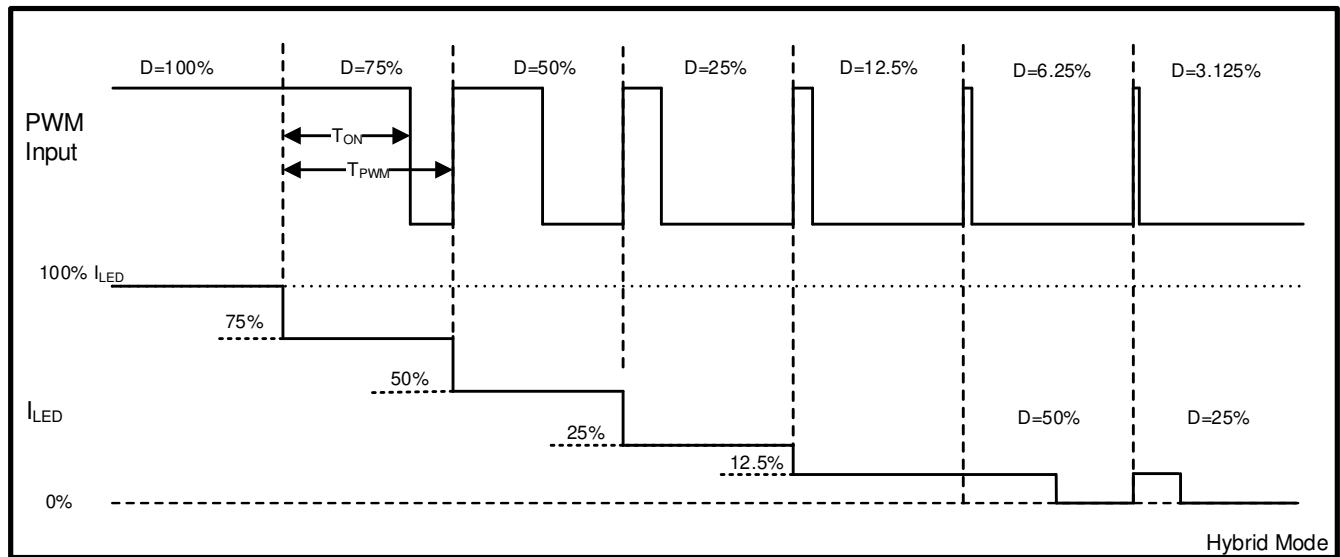 D=100%
D=75%
D=50%
D=25%
D=12.5%
D=6.25%
D=3.125%
PWM
Input
TON
TPWM
100% ILED
75%
50%
ILED
25%
D=50%
D=25%
12.5%
0%
Hybrid Mode